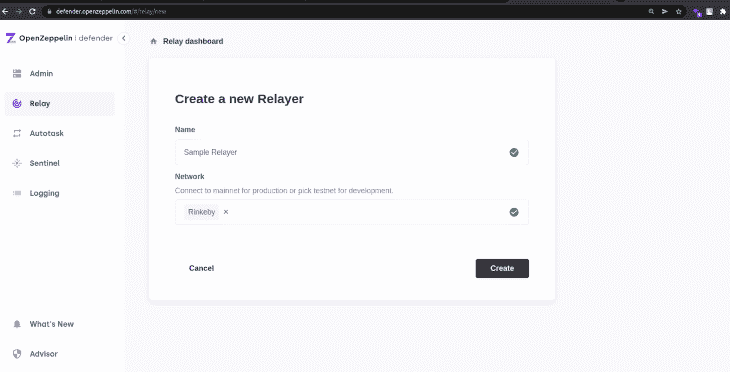 defender.openzeppelin.com/#/relay/new
OpenZeppelin | defender
Relay dashboard
Admin
Relay
Autotask
Sentinel
Logging
What's New
Advisor
Create a new Relayer
Name
Sample Relayer
Network
Connect to mainnet for production or pick testnet for development.
Rinkeby ×
Cancel
Create